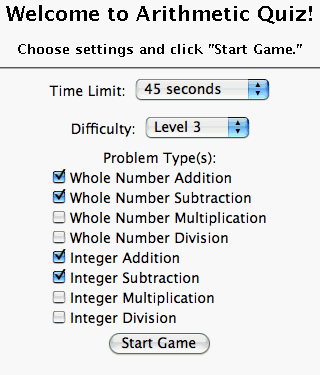 Welcome to Arithmetic Quiz!
Choose settings and click "Start Game."
Time Limit: 45 seconds
Difficulty: Level 3
Problem Type(s):
Whole Number Addition
Whole Number Subtraction
Whole Number Multiplication
Whole Number Division
Integer Addition
Integer Subtraction
Integer Multiplication
Integer Division
Start Game